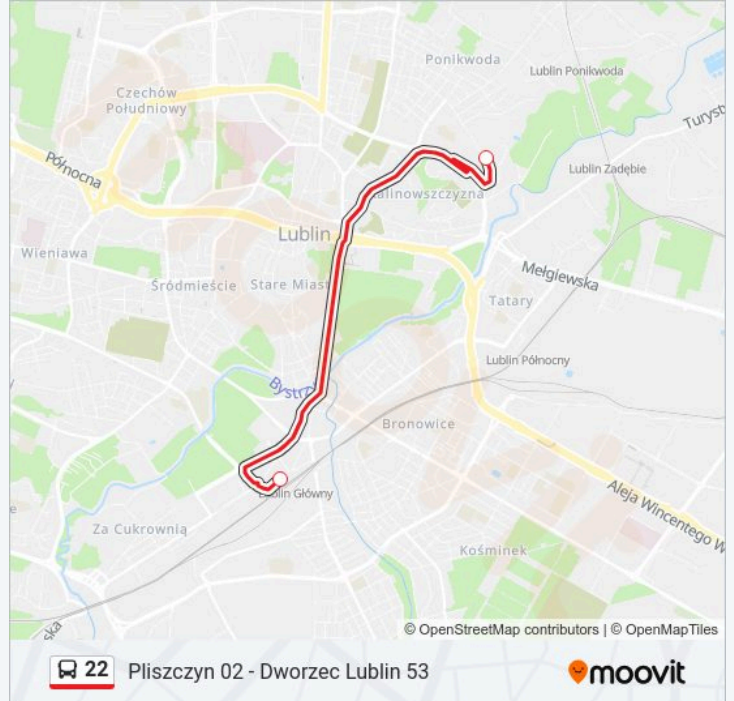 Ponikwoda
Lublin Ponikwoda
Czechów
Południowy
Turyst
Północna
Lublin Zadębie
Kalinowszczyzna
Lublin
Wieniawa
Mełgiewska
Śródmieście
Stare Miast
Tatary
Lublin Północny
Bystrz
Bronowice
Lublin Główny
Aleja Wincentego W
Za Cukrownią
Kośminek
ska
© OpenStreetMap contributors | © OpenMapTiles
22 Pliszczyn 02 - Dworzec Lublin 53
moovit